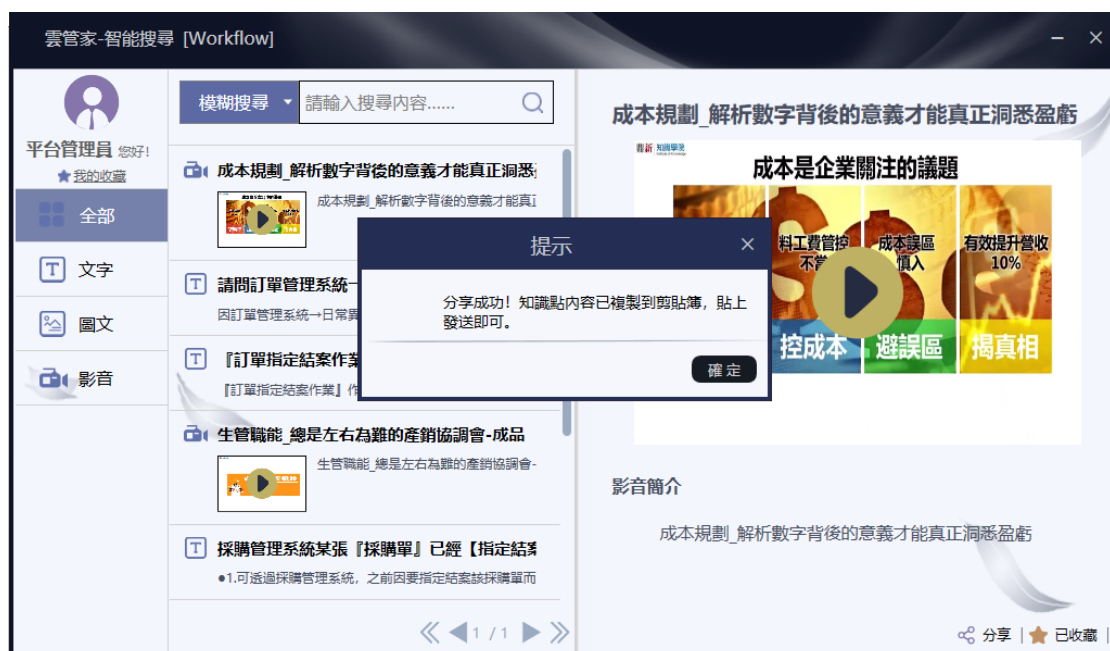 雲管家-智能搜尋 [Workflow]
平台管理員 您好!
我的收藏
全部
文字
圖文
影音
模糊搜尋
請輸入搜尋內容......
成本規劃_解析數字背後的意義才能真正洞悉
成本規劃_解析數字背後的意義才能真正
請問訂單管理系統
因訂單管理系統→日常異
『訂單指定結案作業
『訂單指定結案作業』作
生管職能_總是左右為難的產銷協調會-成品
生管職能_總是左右為難的產銷協調會-
採購管理系統某張『採購單』已經【指定結案
●1.可透過採購管理系統, 之前因要指定結案該採購單而
1 / 1
提示
分享成功! 知識點內容已複製到剪貼簿, 貼上
發送即可。
確定
成本規劃_解析數字背後的意義才能真正洞悉盈虧
鼎新 知識學院
成本是企業關注的議題
料工費管控
不當
成本誤區
慎入
有效提升營收
10%
控成本
避誤區
揭真相
影音簡介
成本規劃_解析數字背後的意義才能真正洞悉盈虧
分享 | 已收藏 |